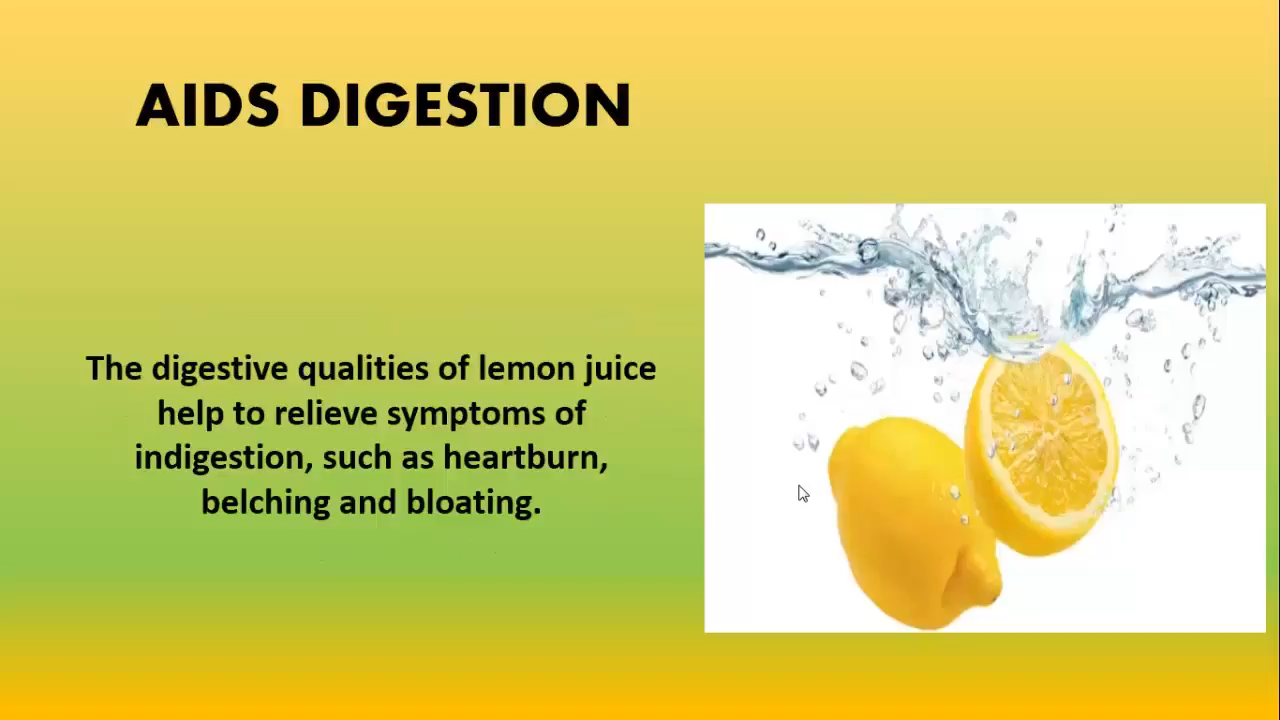 AIDS DIGESTION
The digestive qualities of lemon juice
help to relieve symptoms of
indigestion, such as heartburn,
belching and bloating.